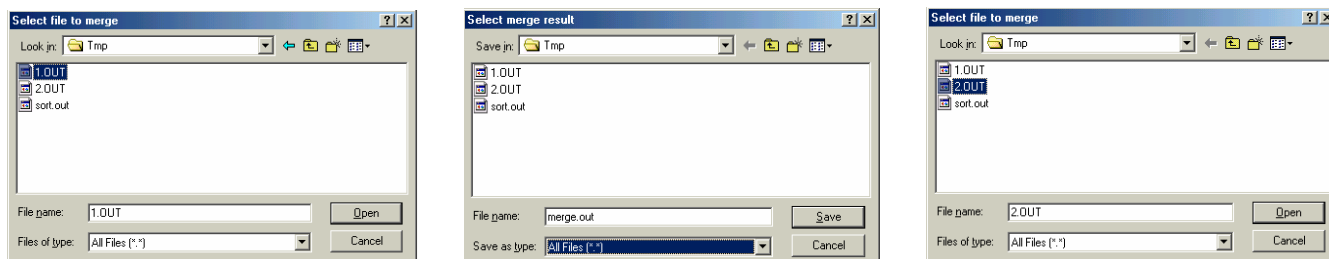 Select file to merge
Look in: Tmp
1.OUT
2.OUT
sort.out
File name: 1.OUT Open
Files of type: All Files (*.*) Cancel
Select merge result
Save in: Tmp
1.OUT
2.OUT
sort.out
File name: merge.out Save
Save as type: All Files (*.*) Cancel
Select file to merge
Look in: Tmp
1.OUT
2.OUT
sort.out
File name: 2.OUT Open
Files of type: All Files (*.*) Cancel